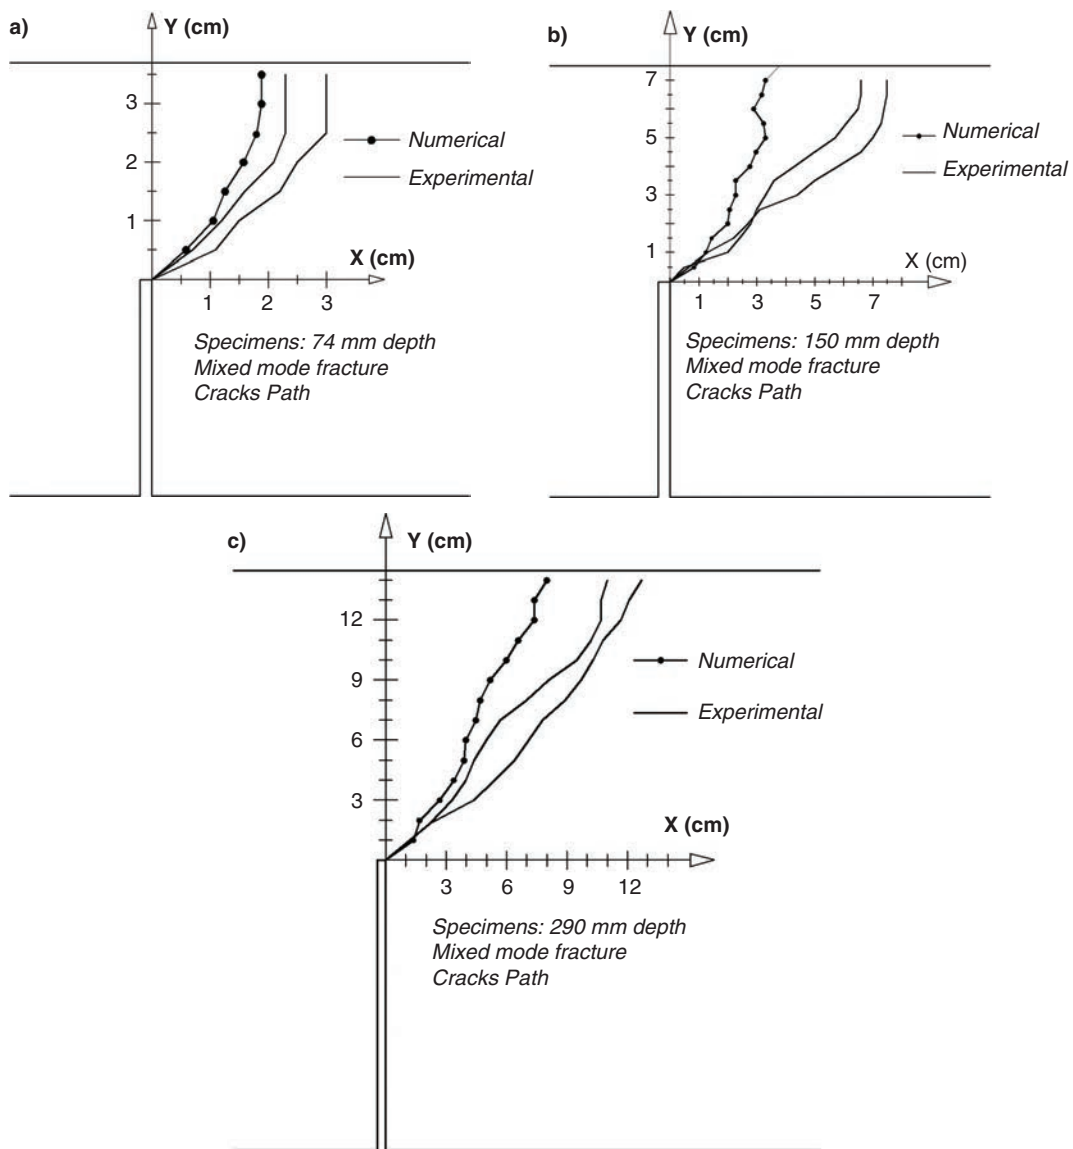 a)
Y (cm)
3
2
1
Numerical
Experimental
X (cm)
1 2 3
Specimens: 74 mm depth
Mixed mode fracture
Cracks Path
b)
Y (cm)
7
5
3
1
Numerical
Experimental
X (cm)
1 3 5 7
Specimens: 150 mm depth
Mixed mode fracture
Cracks Path
c)
Y (cm)
12
9
6
3
Numerical
Experimental
X (cm)
3 6 9 12
Specimens: 290 mm depth
Mixed mode fracture
Cracks Path